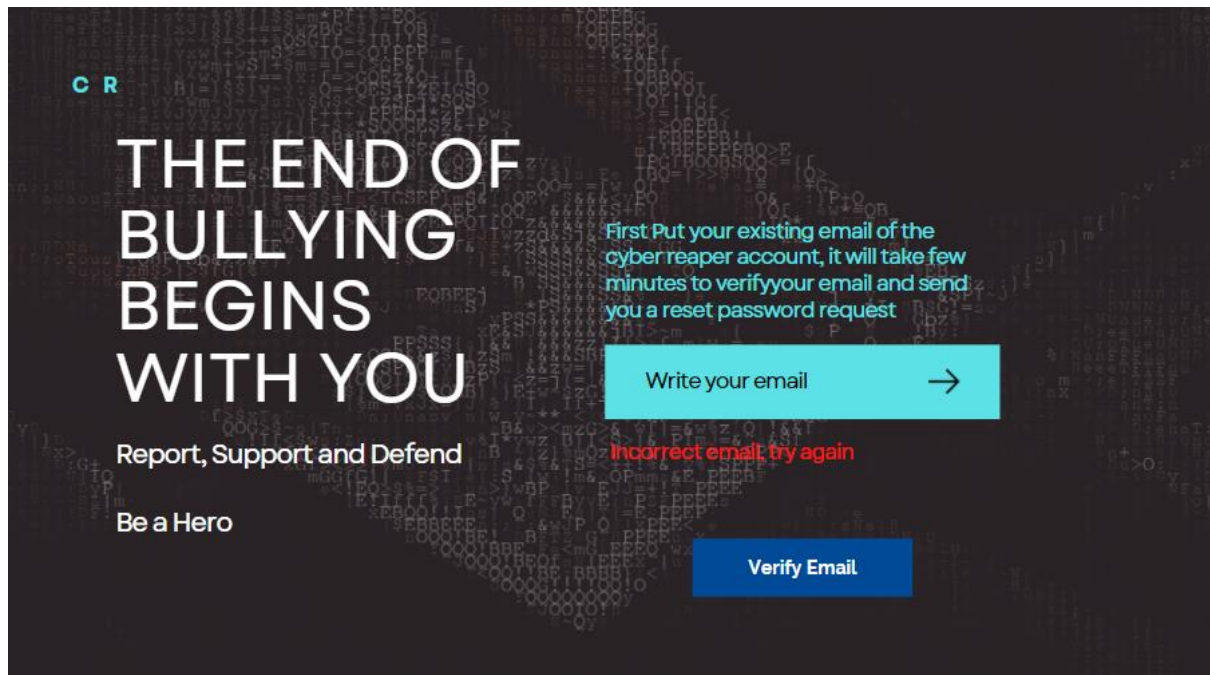 C R
THE END OF
BULLYING
BEGINS
WITH YOU
Report, Support and Defend
Be a Hero
First Put your existing email of the
cyber reaper account, it will take few
minutes to verifyyour email and send
you a reset password request
Write your email
Incorrect email, try again
Verify Email